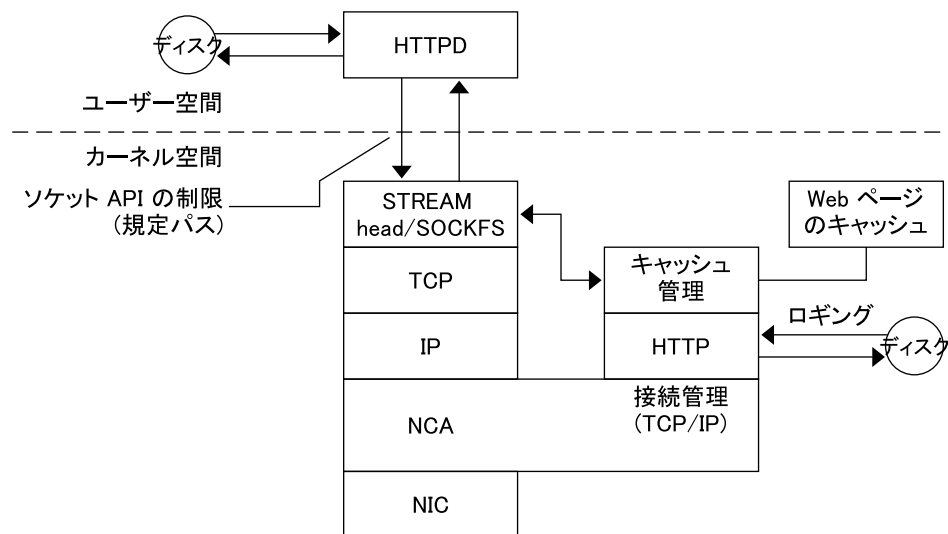 ディスク
HTTPD
ユーザー空間
カーネル空間
ソケット API の制限
(規定パス)
STREAM
head/SOCKFS
Web ページ
のキャッシュ
TCP
キャッシュ
管理
IP
HTTP
ロギング
ディスク
NCA
接続管理
(TCP/IP)
NIC